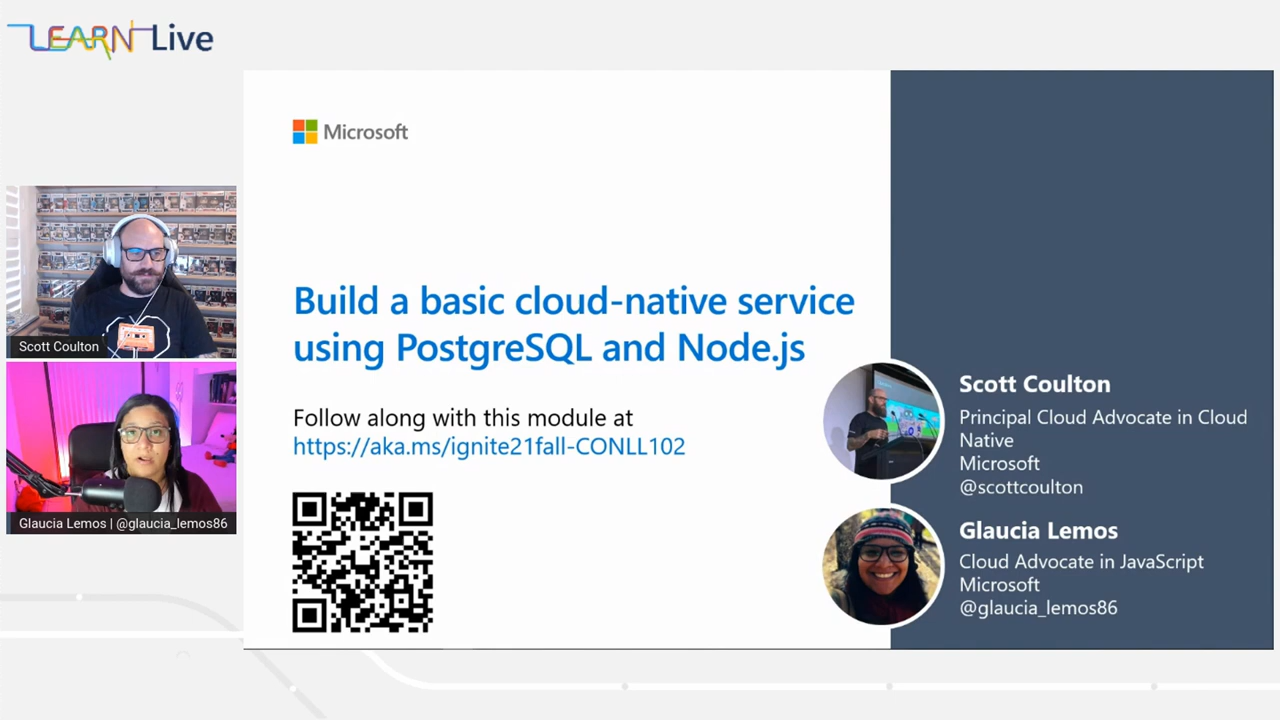 LEARN Live
Microsoft
Build a basic cloud-native service
using PostgreSQL and Node.js
Follow along with this module at
https://aka.ms/ignite21fall-CONLL102
Scott Coulton
Glaucia Lemos | @glaucia_lemos86
Scott Coulton
Principal Cloud Advocate in Cloud
Native
Microsoft
@scottcoulton
Glaucia Lemos
Cloud Advocate in JavaScript
Microsoft
@glaucia_lemos86